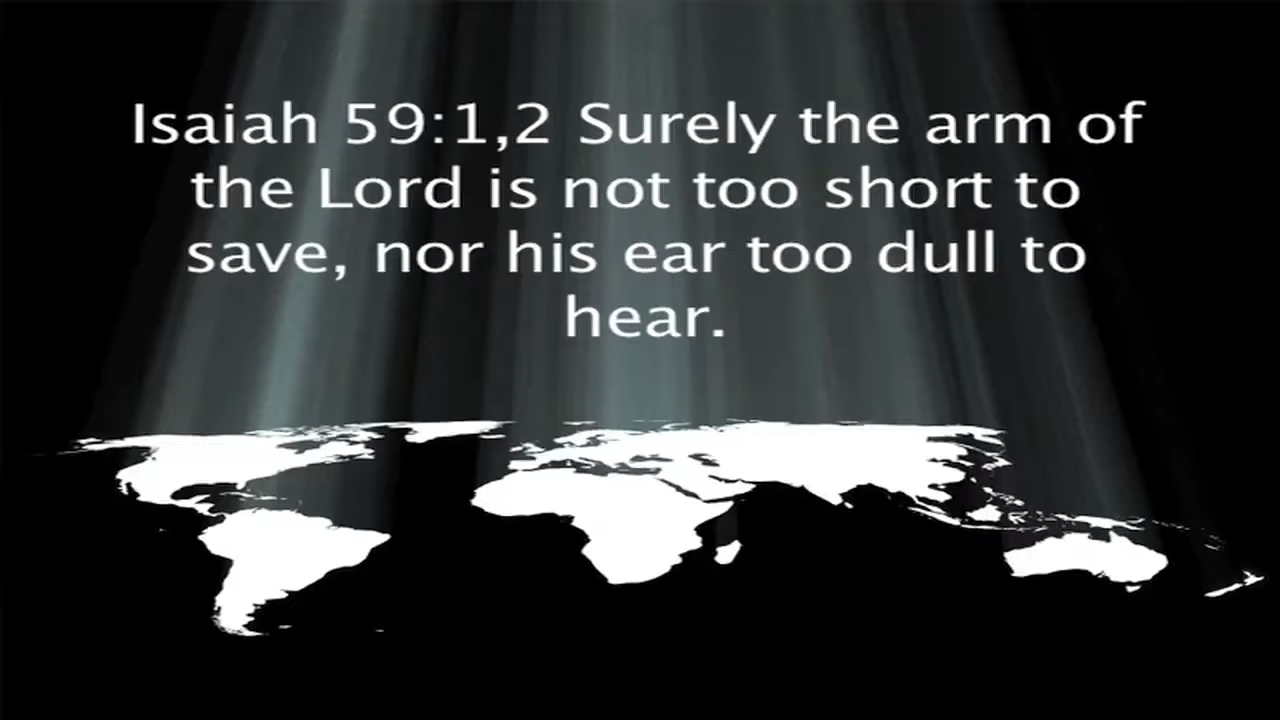 Isaiah 59:1,2 Surely the arm of
the Lord is not too short to
save, nor his ear too dull to
hear.